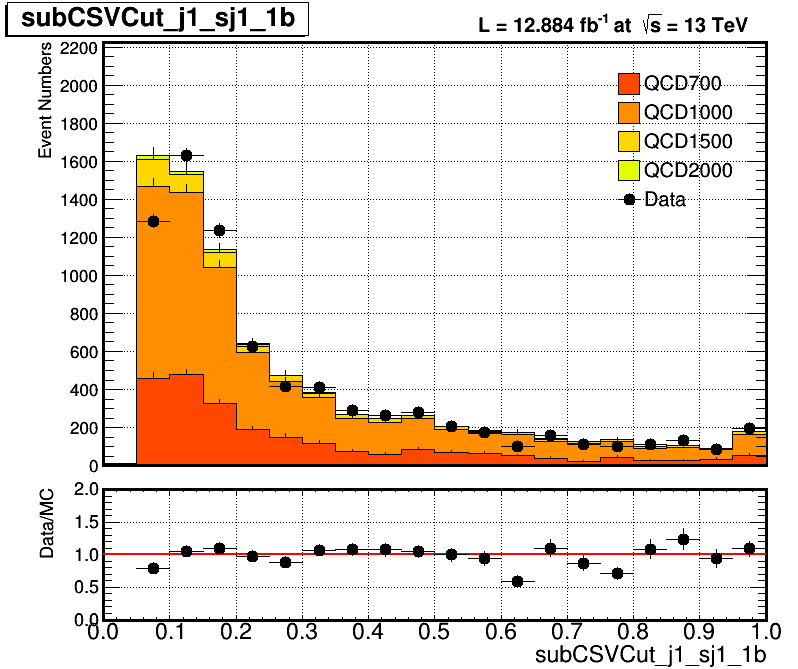 subCSVCut_j1_sj1_1b
L = 12.884 fb-1 at √s = 13 TeV
Event Numbers
2200
2000
1800
1600
1400
1200
1000
800
600
400
200
0
QCD700
QCD1000
QCD1500
QCD2000
Data
Data/MC
2.0
1.5
1.0
0.5
0.0
0.0 0.1 0.2 0.3 0.4 0.5 0.6 0.7 0.8 0.9 1.0
subCSVCut_j1_sj1_1b